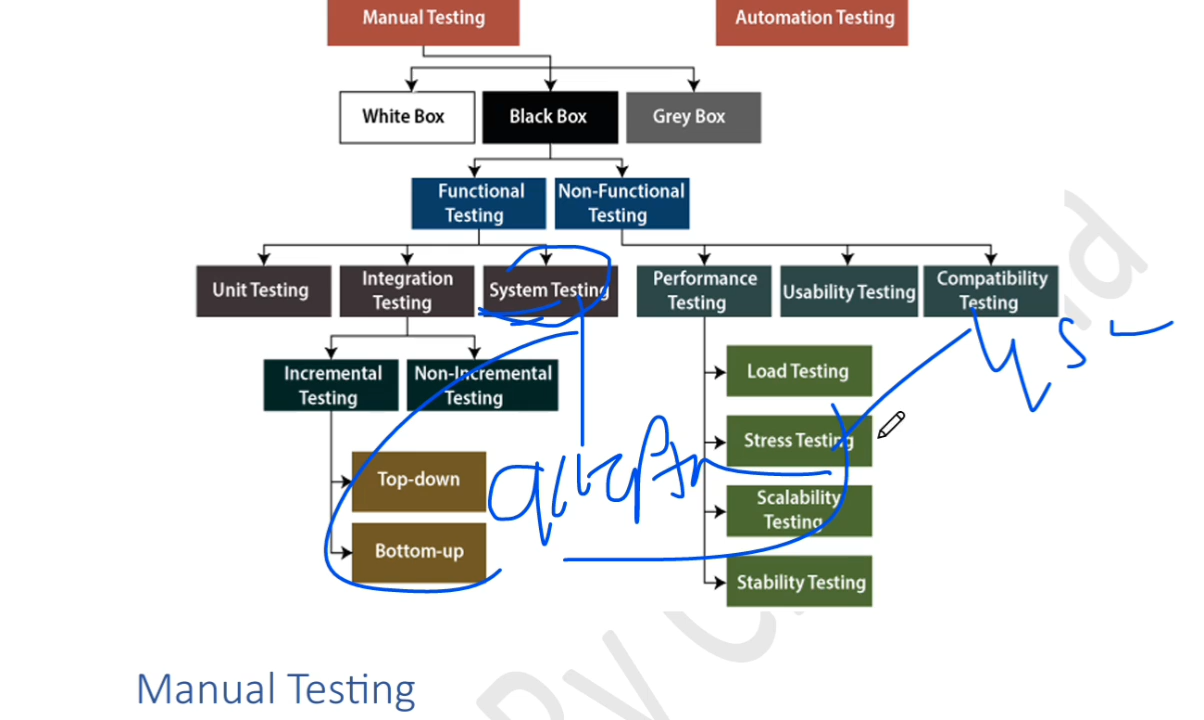 Manual Testing
Automation Testing
White Box
Black Box
Grey Box
Functional
Testing
Non-Functional
Testing
Unit Testing
Integration
Testing
System Testing
Performance
Testing
Usability Testing
Compatibility
Testing
Incremental
Testing
Non-Incremental
Testing
Load Testing
Stress Testing
Top-down
Scalability
Testing
Bottom-up
Stability Testing
Manual Testing